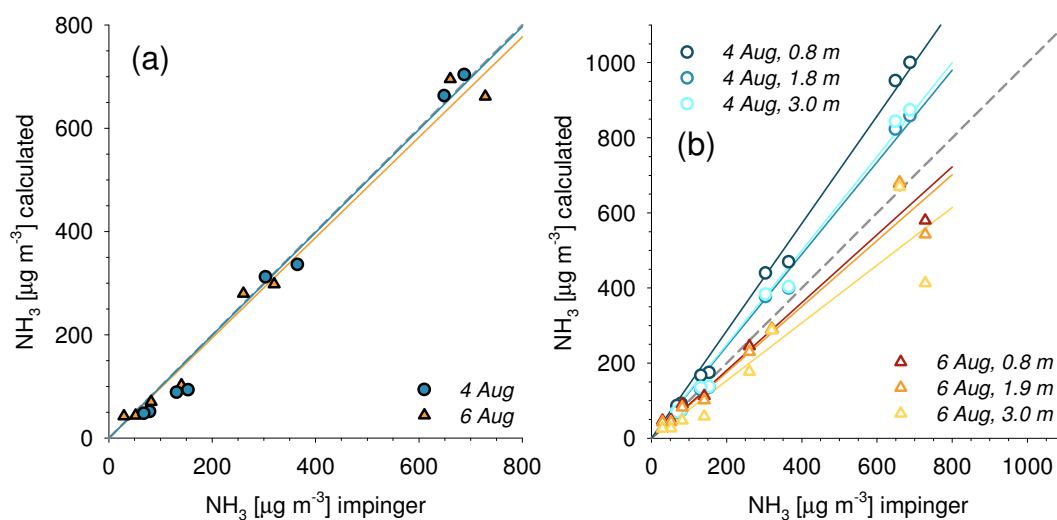 (a)
800
600
400
200
0
NH₃ [µg m⁻³] calculated
0 200 400 600 800
NH₃ [µg m⁻³] impinger
4 Aug
6 Aug
(b)
1000
800
600
400
200
0
NH₃ [µg m⁻³] calculated
0 200 400 600 800 1000
NH₃ [µg m⁻³] impinger
4 Aug, 0.8 m
4 Aug, 1.8 m
4 Aug, 3.0 m
6 Aug, 0.8 m
6 Aug, 1.9 m
6 Aug, 3.0 m